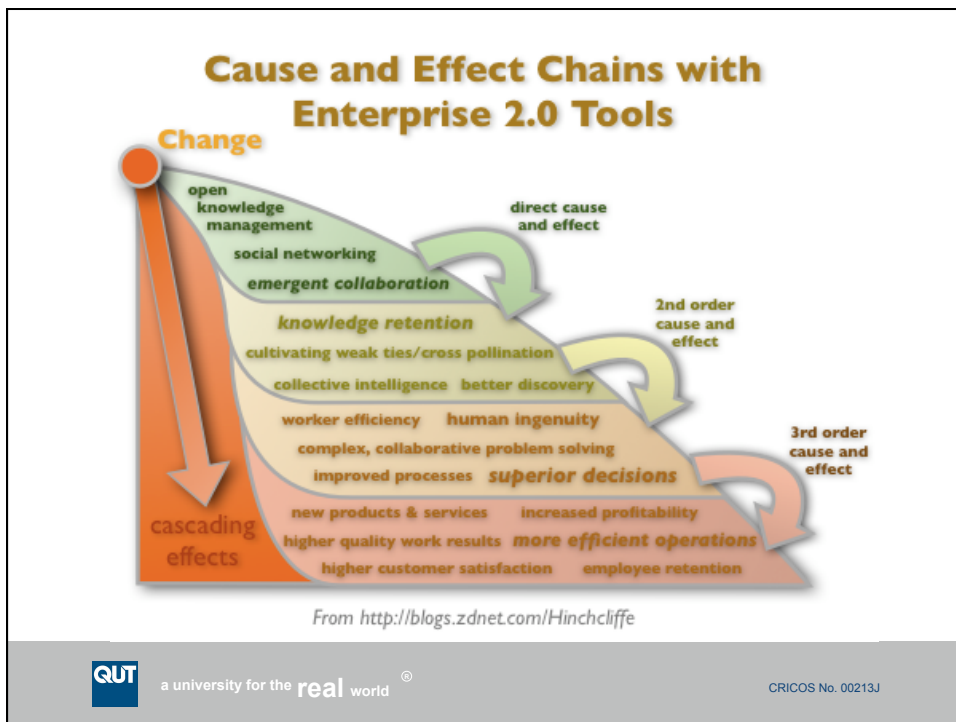 Cause and Effect Chains with
Enterprise 2.0 Tools
Change
open
knowledge
management
social networking
emergent collaboration
direct cause
and effect
knowledge retention
cultivating weak ties/cross pollination
collective intelligence better discovery
2nd order
cause and
effect
worker efficiency human ingenuity
complex, collaborative problem solving
improved processes superior decisions
3rd order
cause and
effect
new products & services increased profitability
higher quality work results more efficient operations
higher customer satisfaction employee retention
cascading
effects
From http://blogs.zdnet.com/Hinchcliffe
QUT
a university for the real world ®
CRICOS No. 00213J